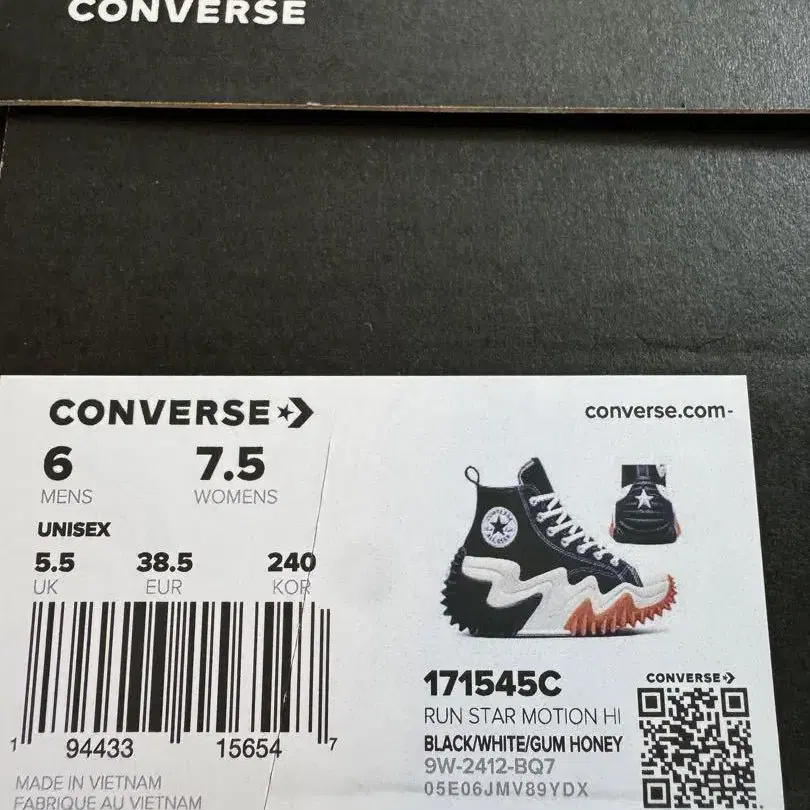 CONVERSE
CONVERSE
converse.com-
6 7.5
MENS WOMENS
UNISEX
5.5 38.5 240
UK EUR KOR
1 94433 15654 7
MADE IN VIETNAM
FABRIQUE AU VIETNAM
171545C
RUN STAR MOTION HI
BLACK/WHITE/GUM HONEY
9W-2412-BQ7
05E06JMV89YDX
CONVERSE